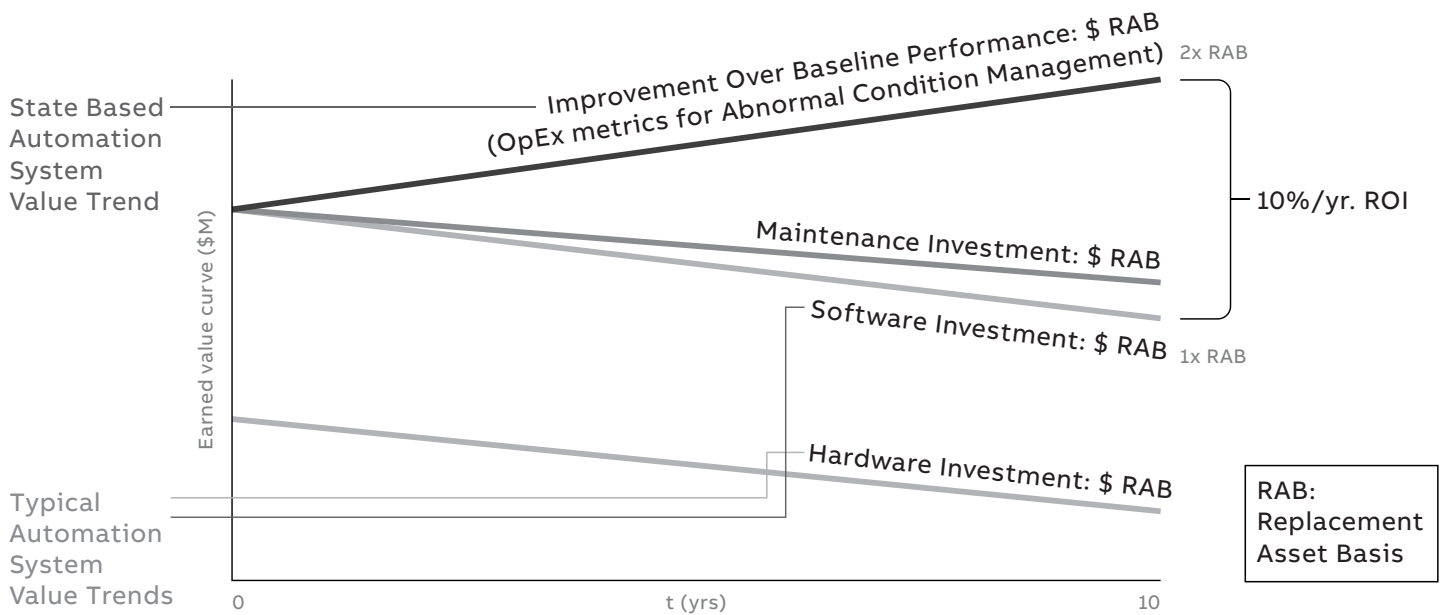 Improvement Over Baseline Performance: $ RAB
(OpEx metrics for Abnormal Condition Management)
2x RAB
State Based
Automation
System
Value Trend
10%/yr. ROI
Earned value curve ($M)
Maintenance Investment: $ RAB
Software Investment: $ RAB
1x RAB
Hardware Investment: $ RAB
Typical
Automation
System
Value Trends
RAB:
Replacement
Asset Basis
0
t (yrs)
10